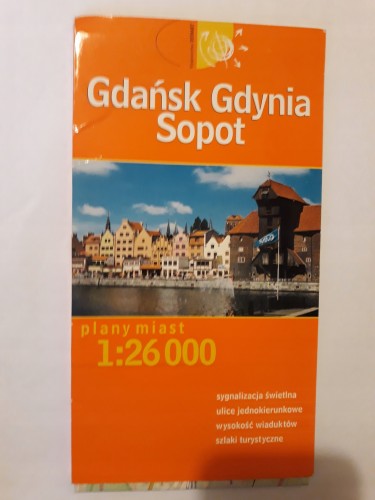 Gdańsk Gdynia
Sopot
plany miast
1:26 000
sygnalizacja świetlna
ulice jednokierunkowe
wysokość wiaduktów
szlaki turystyczne